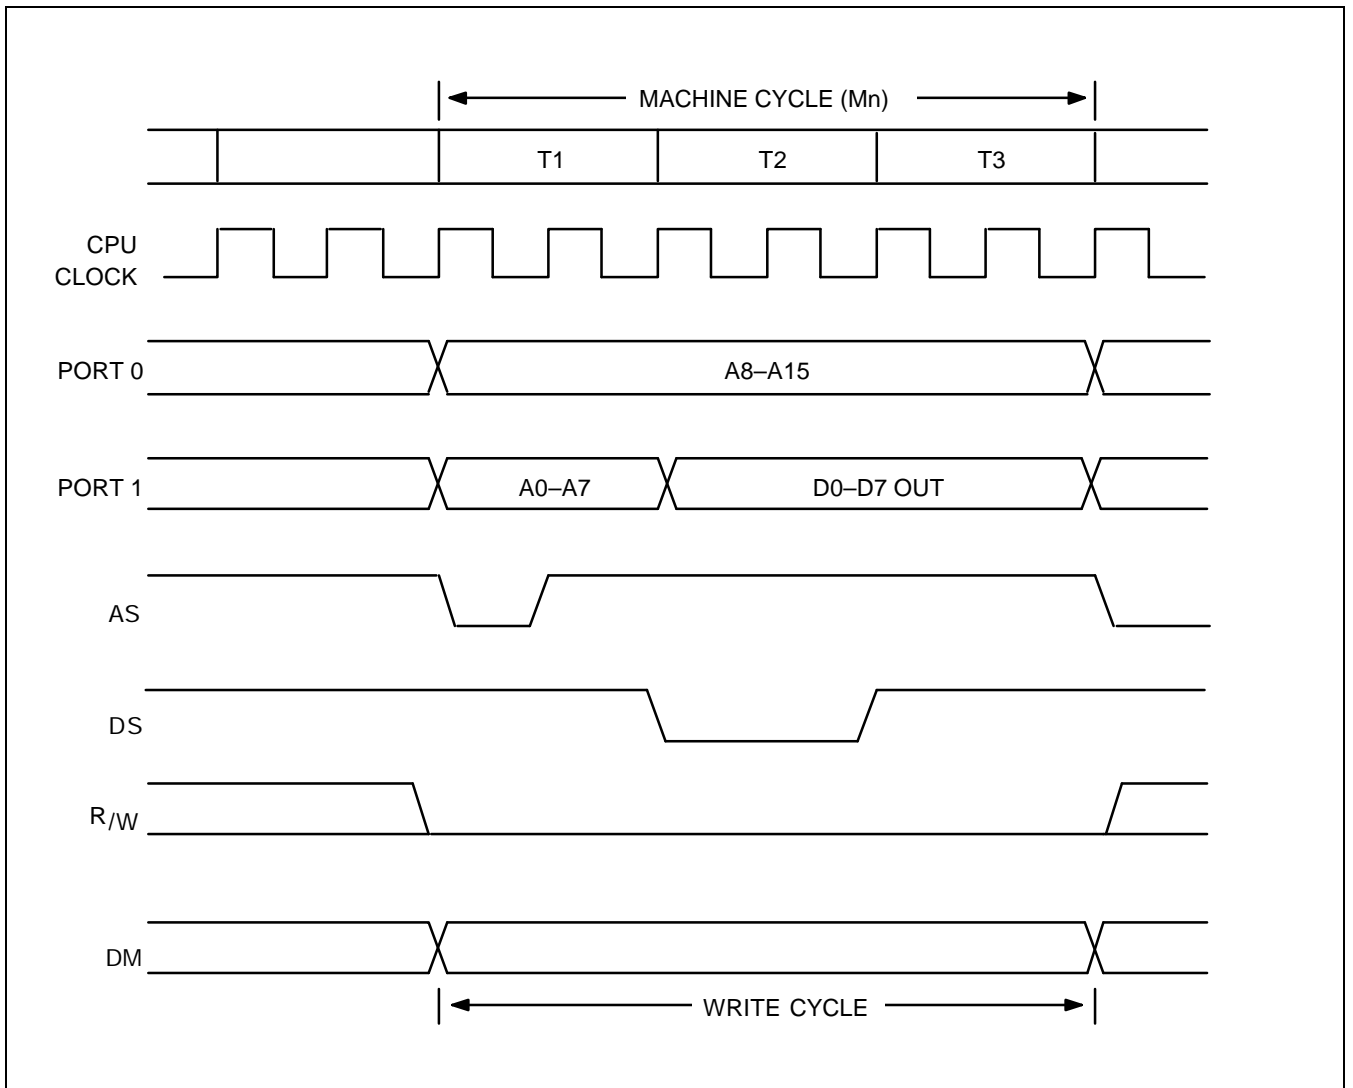 MACHINE CYCLE (Mn)
T1 T2 T3
CPU
CLOCK
PORT 0 A8–A15
PORT 1 A0–A7 D0–D7 OUT
AS
DS
R/W
DM
WRITE CYCLE